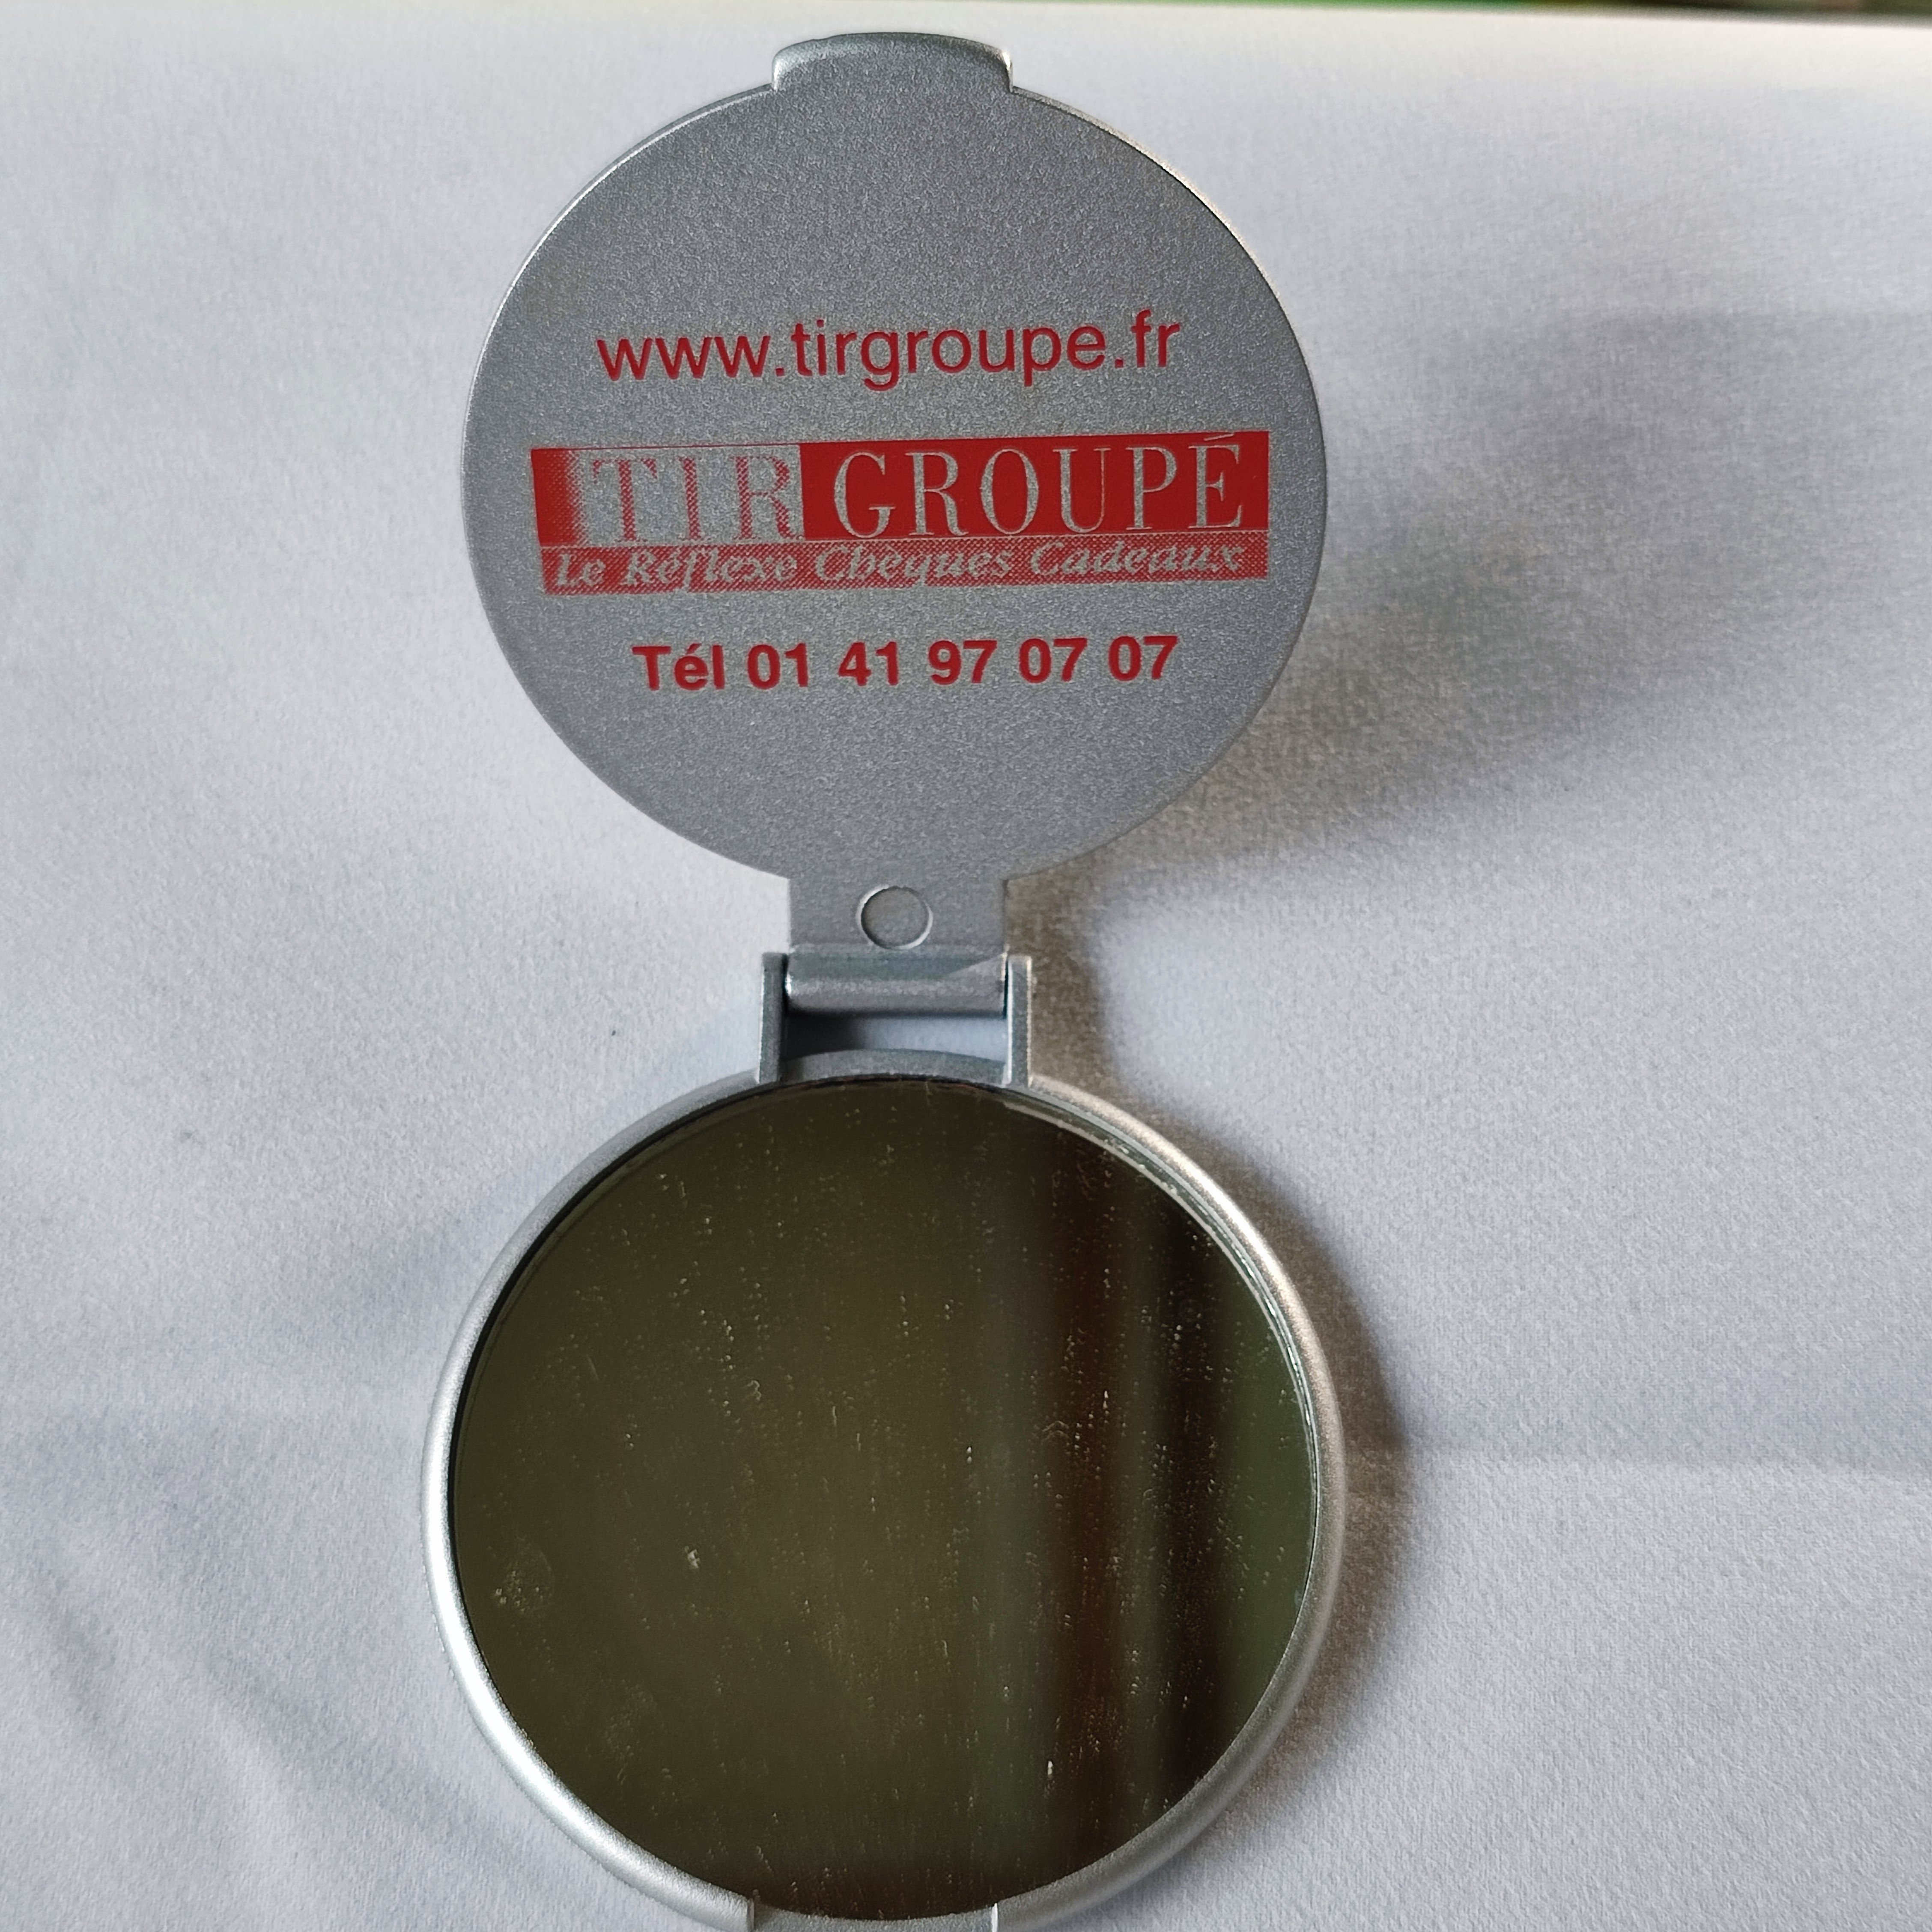 www.tirgroupe.fr
TIR GROUPÉ
Le Réflexe Chèques Cadeaux
Tél 01 41 97 07 07